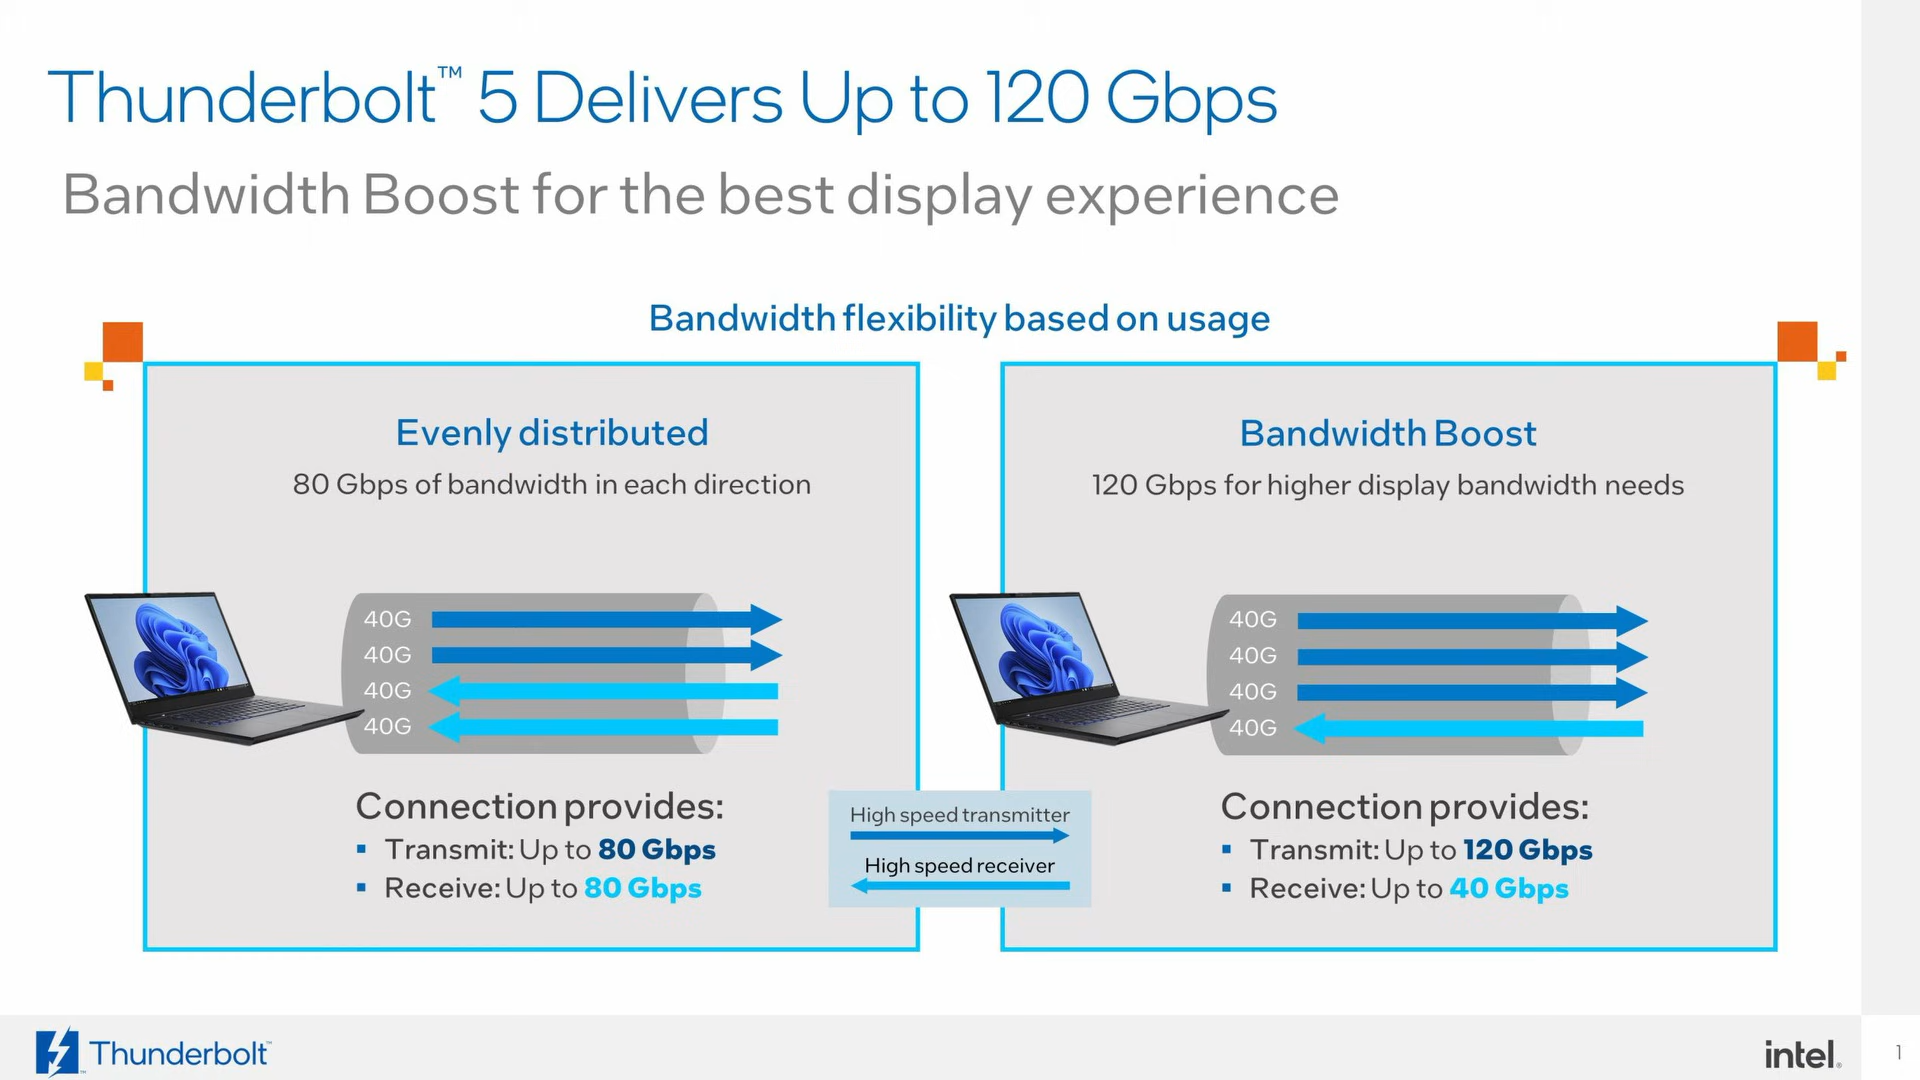 Thunderbolt™ 5 Delivers Up to 120 Gbps
Bandwidth Boost for the best display experience
Bandwidth flexibility based on usage
Evenly distributed
80 Gbps of bandwidth in each direction
40G
40G
40G
40G
Connection provides:
▪ Transmit: Up to 80 Gbps
▪ Receive: Up to 80 Gbps
High speed transmitter
High speed receiver
Bandwidth Boost
120 Gbps for higher display bandwidth needs
40G
40G
40G
40G
Connection provides:
▪ Transmit: Up to 120 Gbps
▪ Receive: Up to 40 Gbps
Thunderbolt™
intel.
1